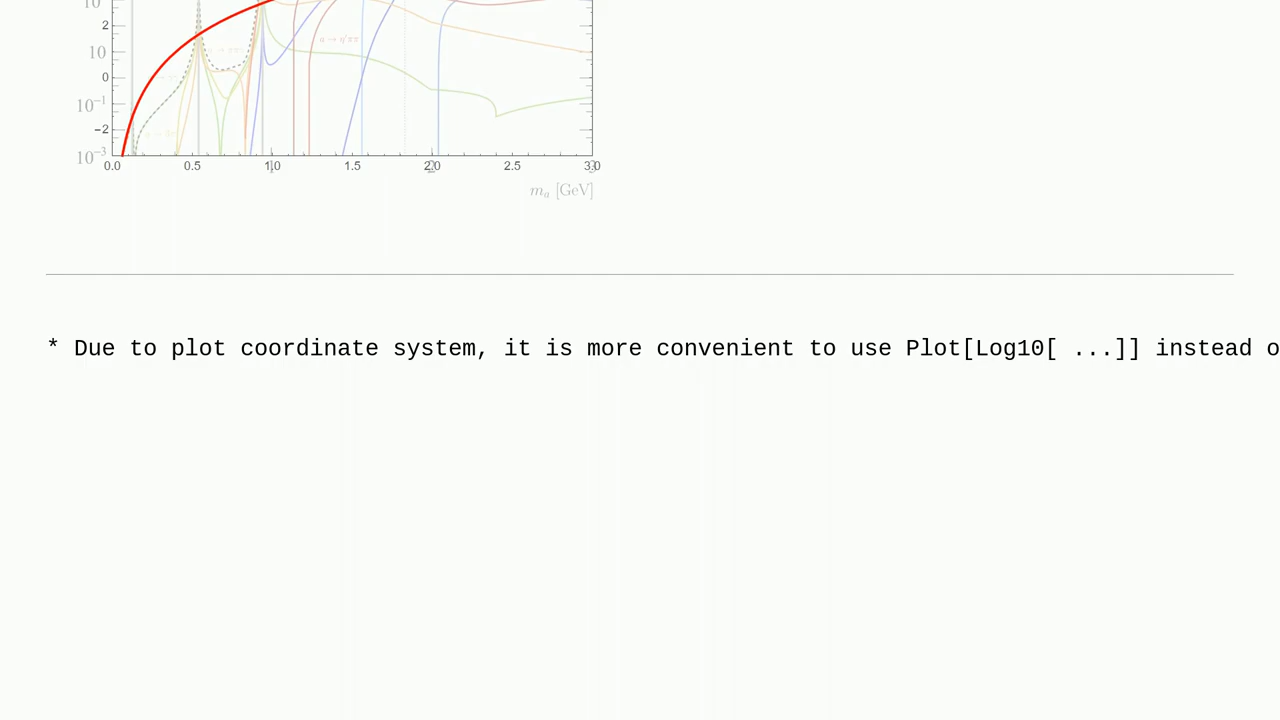 10
2
10
0
10⁻¹
−2
10⁻³
0.0 0.5 1.0 1.5 2.0 2.5 3.0
mₐ [GeV]
* Due to plot coordinate system, it is more convenient to use Plot[Log10[ ...]] instead o